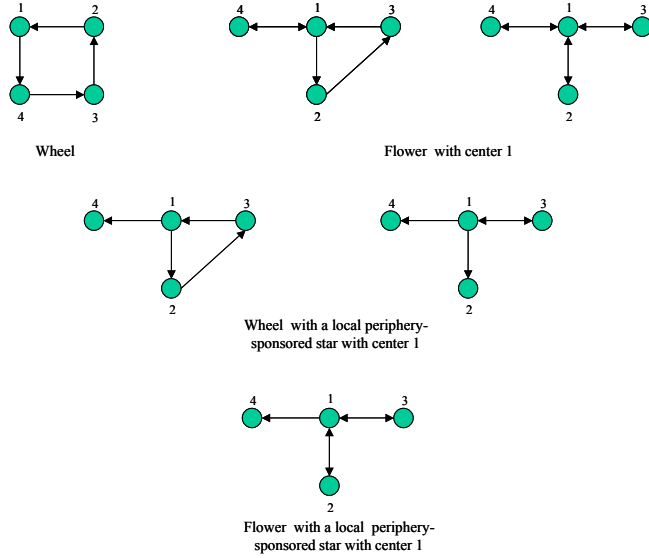 1 2
4 3
Wheel
4 1 3
2
4 1 3
2
Flower with center 1
4 1 3
2
4 1 3
2
Wheel with a local periphery-
sponsored star with center 1
4 1 3
2
Flower with a local periphery-
sponsored star with center 1